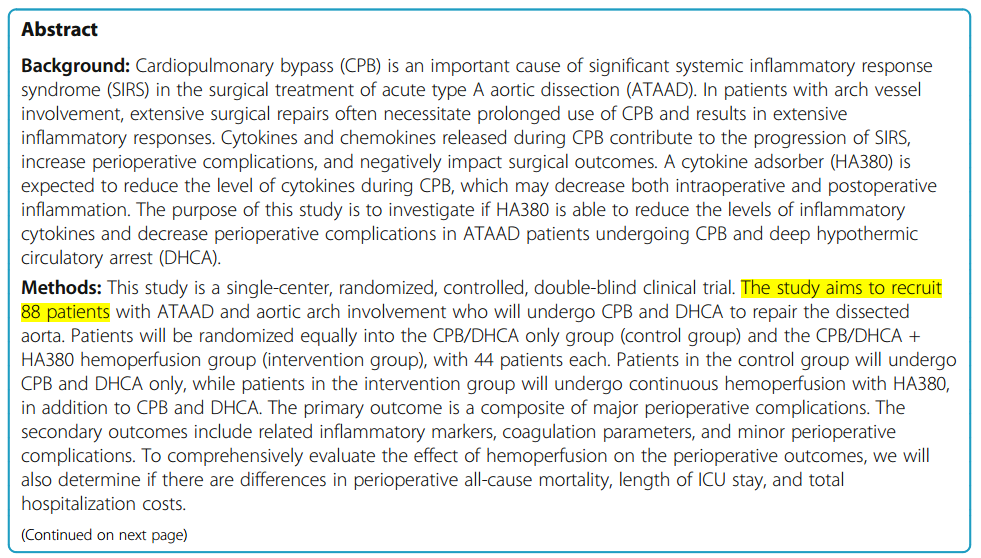 Abstract
Background: Cardiopulmonary bypass (CPB) is an important cause of significant systemic inflammatory response
syndrome (SIRS) in the surgical treatment of acute type A aortic dissection (ATAAD). In patients with arch vessel
involvement, extensive surgical repairs often necessitate prolonged use of CPB and results in extensive
inflammatory responses. Cytokines and chemokines released during CPB contribute to the progression of SIRS,
increase perioperative complications, and negatively impact surgical outcomes. A cytokine adsorber (HA380) is
expected to reduce the level of cytokines during CPB, which may decrease both intraoperative and postoperative
inflammation. The purpose of this study is to investigate if HA380 is able to reduce the levels of inflammatory
cytokines and decrease perioperative complications in ATAAD patients undergoing CPB and deep hypothermic
circulatory arrest (DHCA).
Methods: This study is a single-center, randomized, controlled, double-blind clinical trial. The study aims to recruit
88 patients with ATAAD and aortic arch involvement who will undergo CPB and DHCA to repair the dissected
aorta. Patients will be randomized equally into the CPB/DHCA only group (control group) and the CPB/DHCA +
HA380 hemoperfusion group (intervention group), with 44 patients each. Patients in the control group will undergo
CPB and DHCA only, while patients in the intervention group will undergo continuous hemoperfusion with HA380,
in addition to CPB and DHCA. The primary outcome is a composite of major perioperative complications. The
secondary outcomes include related inflammatory markers, coagulation parameters, and minor perioperative
complications. To comprehensively evaluate the effect of hemoperfusion on the perioperative outcomes, we will
also determine if there are differences in perioperative all-cause mortality, length of ICU stay, and total
hospitalization costs.
(Continued on next page)